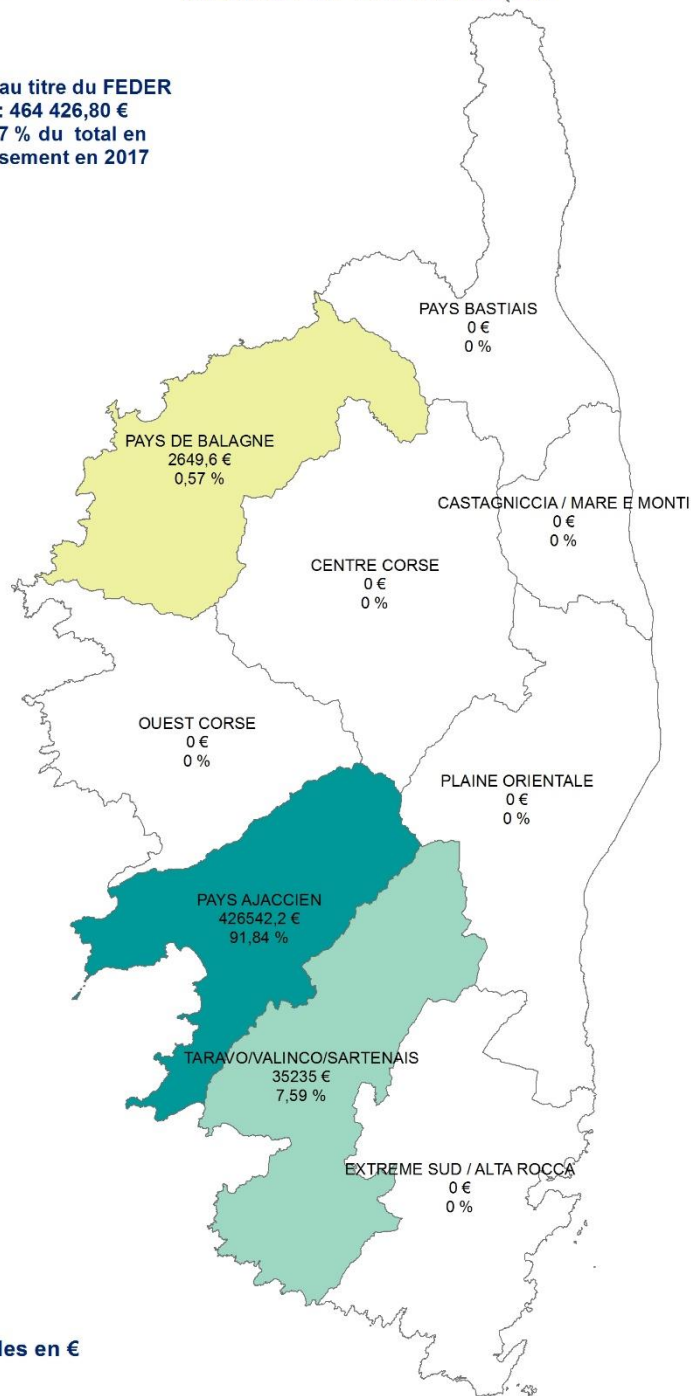 au titre du FEDER
: 464 426,80 €
7 % du total en
sement en 2017
PAYS BASTIAIS
0 €
0 %
PAYS DE BALAGNE
2649,6 €
0,57 %
CASTAGNICCIA / MARE E MONTI
0 €
0 %
CENTRE CORSE
0 €
0 %
OUEST CORSE
0 €
0 %
PLAINE ORIENTALE
0 €
0 %
PAYS AJACCIEN
426542,2 €
91,84 %
TARAVO/VALINCO/SARTENAIS
35235 €
7,59 %
EXTREME SUD / ALTA ROCCA
0 €
0 %
les en €